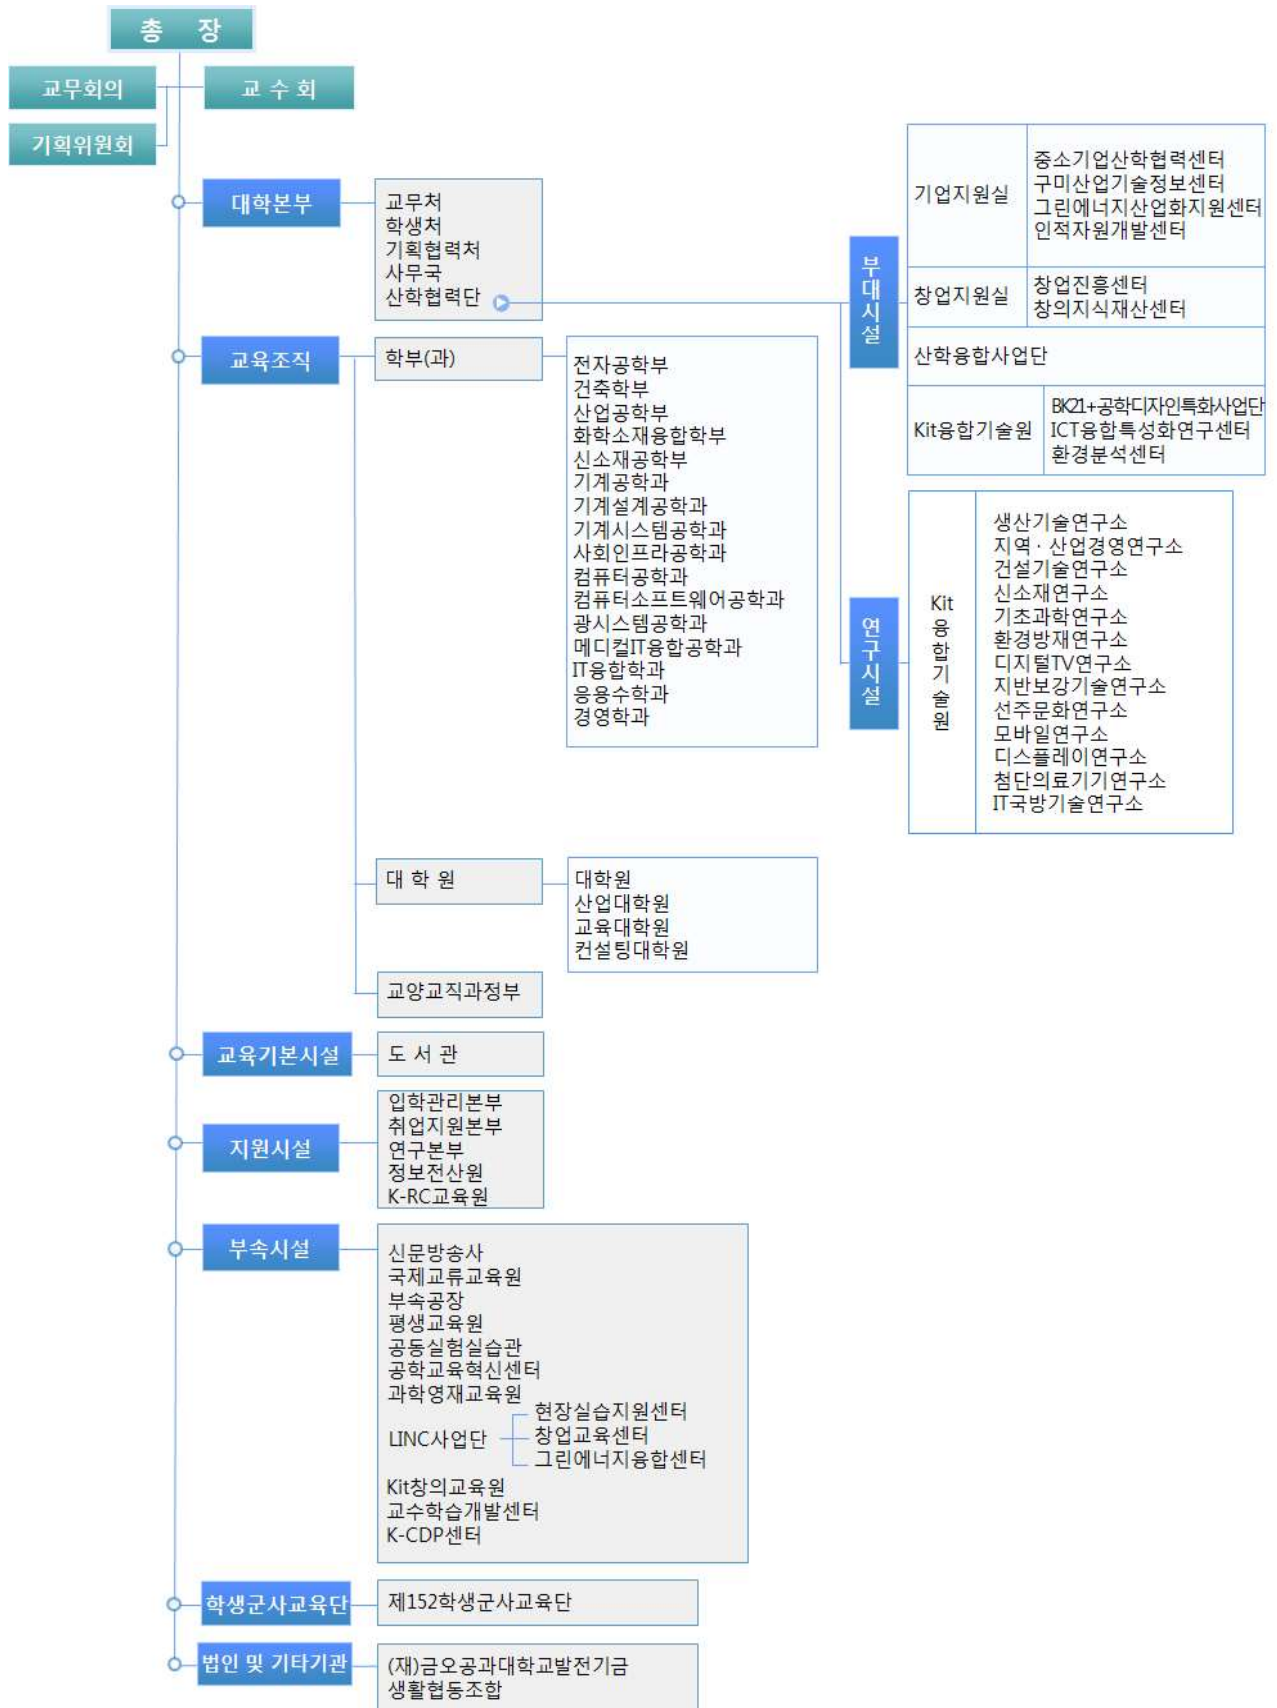 총 장
교무회의
교 수 회
기획위원회
대학본부
교무처
학생처
기획협력처
사무국
산학협력단
부대시설
기업지원실
중소기업산학협력센터
구미산업기술정보센터
그린에너지산업화지원센터
인적자원개발센터
창업지원실
창업진흥센터
창의지식재산센터
산학융합사업단
Kit융합기술원
BK21+공학디자인특화사업단
ICT융합특성화연구센터
환경분석센터
연구시설
Kit융합기술원
생산기술연구소
지역 · 산업경영연구소
건설기술연구소
신소재연구소
기초과학연구소
환경방재연구소
디지털TV연구소
지반보강기술연구소
선주문화연구소
모바일연구소
디스플레이연구소
첨단의료기기연구소
IT국방기술연구소
교육조직
학부(과)
전자공학부
건축학부
산업공학부
화학소재융합학부
신소재공학부
기계공학과
기계설계공학과
기계시스템공학과
사회인프라공학과
컴퓨터공학과
컴퓨터소프트웨어공학과
광시스템공학과
메디컬IT융합공학과
IT융합학과
응용수학과
경영학과
대 학 원
대학원
산업대학원
교육대학원
컨설팅대학원
교양교직과정부
교육기본시설
도 서 관
지원시설
입학관리본부
취업지원본부
연구본부
정보전산원
K-RC교육원
부속시설
신문방송사
국제교류교육원
부속공장
평생교육원
공동실험실습관
공학교육혁신센터
과학영재교육원
LINC사업단
현장실습지원센터
창업교육센터
그린에너지융합센터
Kit창의교육원
교수학습개발센터
K-CDP센터
학생군사교육단
제152학생군사교육단
법인 및 기타기관
(재)금오공과대학교발전기금
생활협동조합